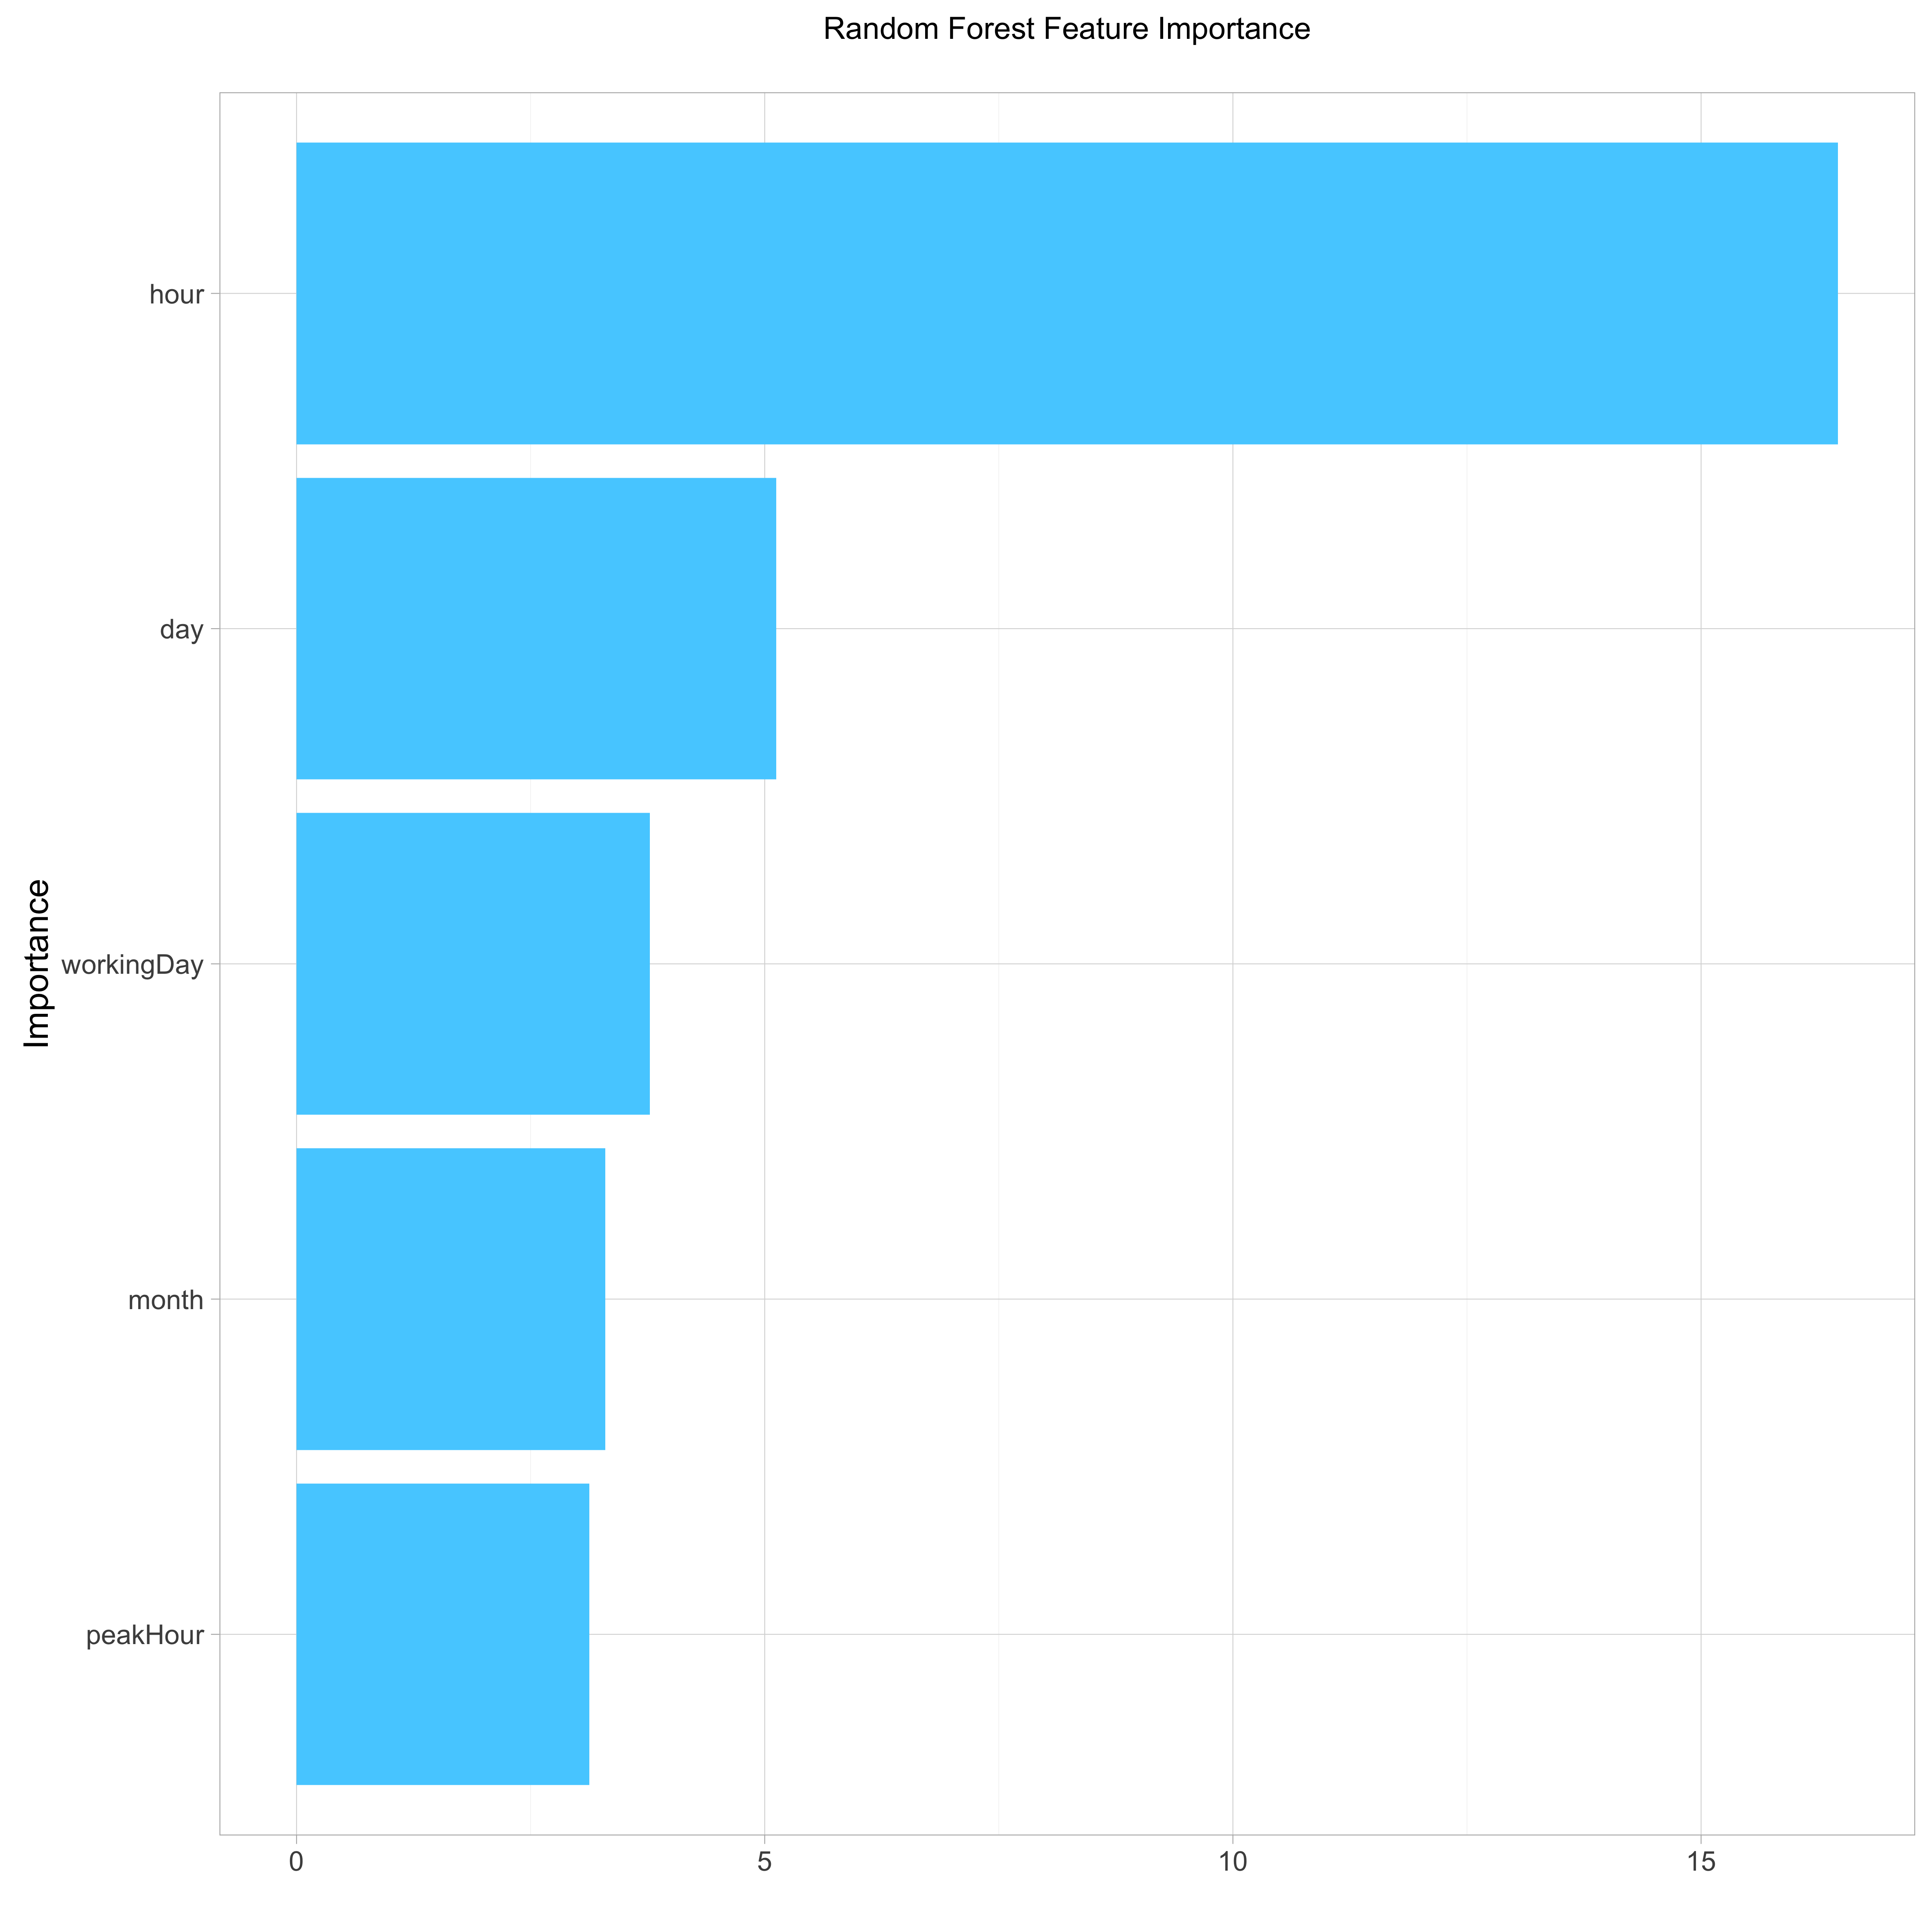 Random Forest Feature Importance
hour
day
workingDay
month
peakHour
Importance
0 5 10 15